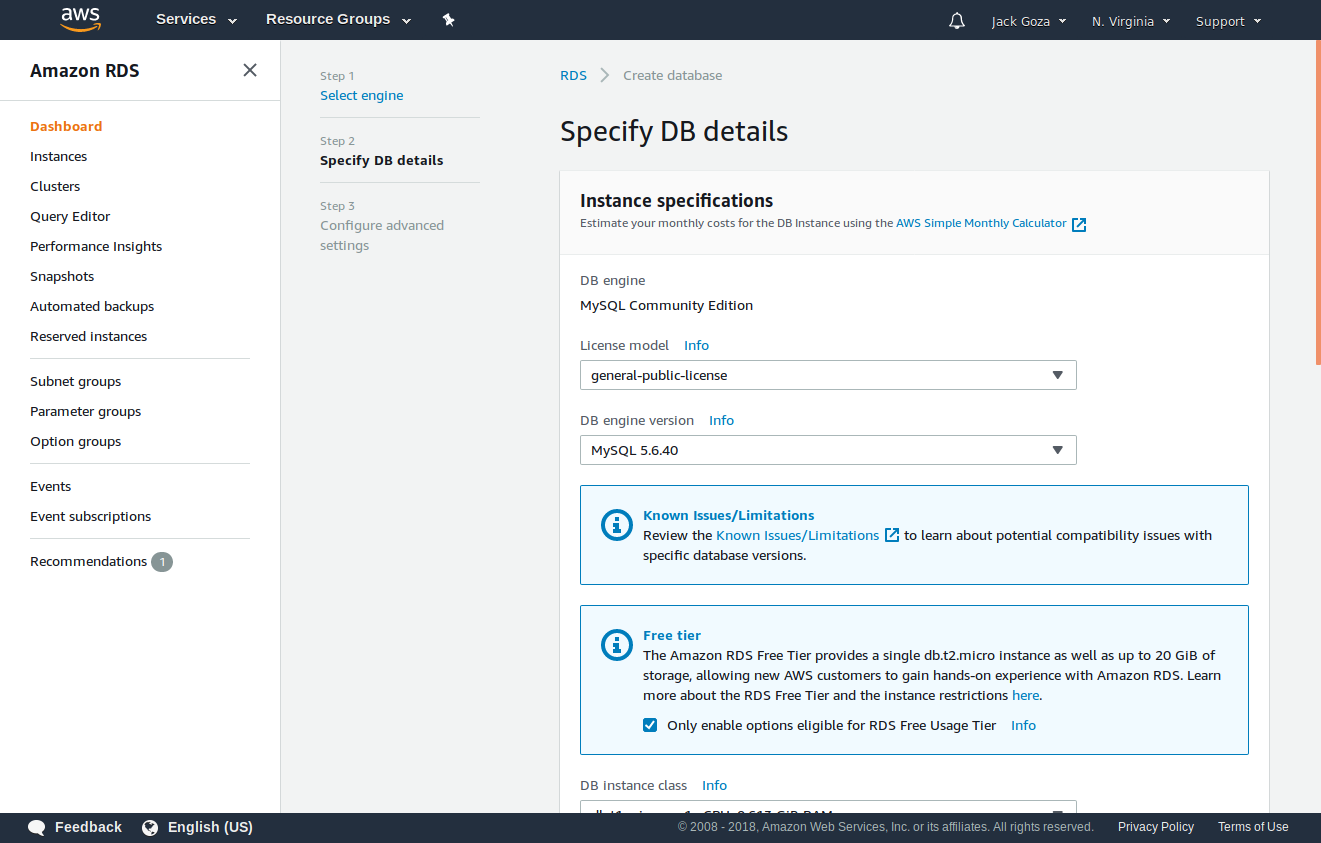 aws Services Resource Groups Jack Goza N. Virginia Support
Amazon RDS
Dashboard
Instances
Clusters
Query Editor
Performance Insights
Snapshots
Automated backups
Reserved instances
Subnet groups
Parameter groups
Option groups
Events
Event subscriptions
Recommendations 1
Step 1
Select engine
Step 2
Specify DB details
Step 3
Configure advanced
settings
RDS Create database
Specify DB details
Instance specifications
Estimate your monthly costs for the DB Instance using the AWS Simple Monthly Calculator
DB engine
MySQL Community Edition
License model Info
general-public-license
DB engine version Info
MySQL 5.6.40
Known Issues/Limitations
Review the Known Issues/Limitations to learn about potential compatibility issues with
specific database versions.
Free tier
The Amazon RDS Free Tier provides a single db.t2.micro instance as well as up to 20 GiB of
storage, allowing new AWS customers to gain hands-on experience with Amazon RDS. Learn
more about the RDS Free Tier and the instance restrictions here.
Only enable options eligible for RDS Free Usage Tier Info
DB instance class Info
Feedback English (US) © 2008 - 2018, Amazon Web Services, Inc. or its affiliates. All rights reserved. Privacy Policy Terms of Use